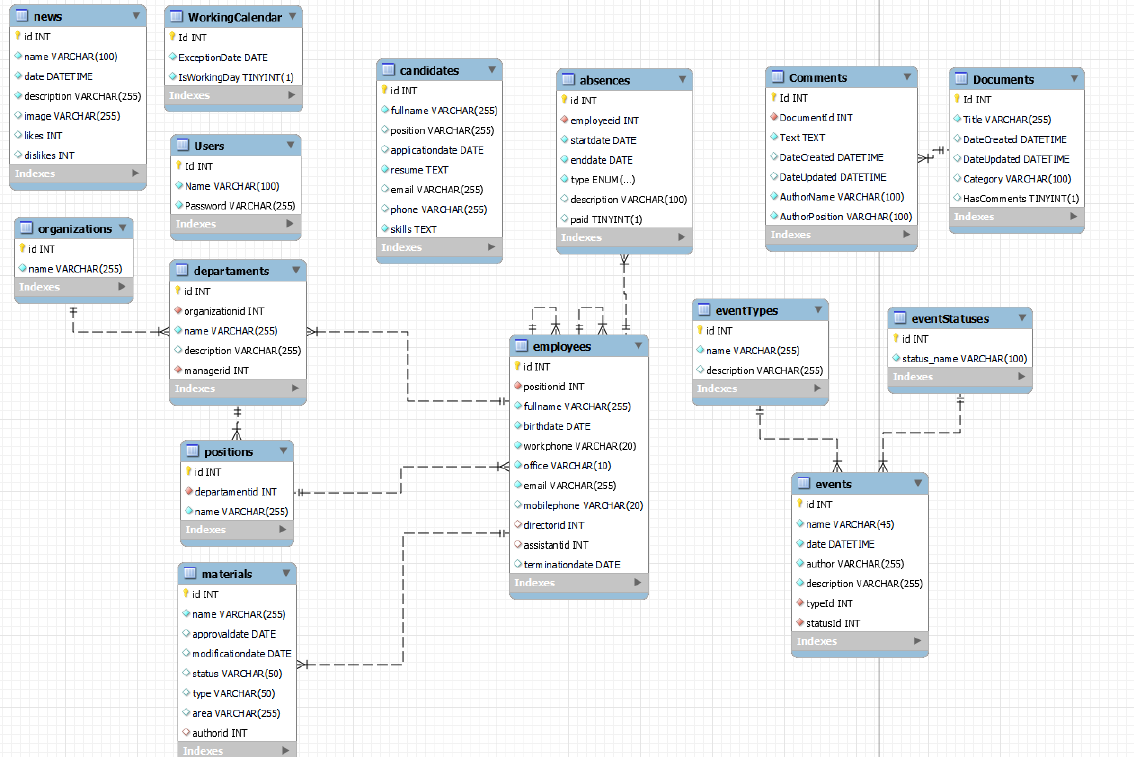 news
id INT
name VARCHAR(100)
date DATETIME
description VARCHAR(255)
image VARCHAR(255)
likes INT
dislikes INT
Indexes
WorkingCalendar
Id INT
ExceptionDate DATE
IsWorkingDay TINYINT(1)
Indexes
Users
Id INT
Name VARCHAR(100)
Password VARCHAR(255)
Indexes
organizations
id INT
name VARCHAR(255)
Indexes
departaments
id INT
organizationid INT
name VARCHAR(255)
description VARCHAR(255)
managerid INT
Indexes
positions
id INT
departamentid INT
name VARCHAR(255)
Indexes
materials
id INT
name VARCHAR(255)
approvaldate DATE
modificationdate DATE
status VARCHAR(50)
type VARCHAR(50)
area VARCHAR(255)
authorid INT
Indexes
candidates
id INT
fullname VARCHAR(255)
position VARCHAR(255)
applicationdate DATE
resume TEXT
email VARCHAR(255)
phone VARCHAR(255)
skills TEXT
Indexes
absences
id INT
employeeid INT
startdate DATE
enddate DATE
type ENUM(...)
description VARCHAR(100)
paid TINYINT(1)
Indexes
employees
id INT
positionid INT
fullname VARCHAR(255)
birthdate DATE
workphone VARCHAR(20)
office VARCHAR(10)
email VARCHAR(255)
mobilephone VARCHAR(20)
directorid INT
assistantid INT
terminationdate DATE
Indexes
Comments
Id INT
DocumentId INT
Text TEXT
DateCreated DATETIME
DateUpdated DATETIME
AuthorName VARCHAR(100)
AuthorPosition VARCHAR(100)
Indexes
Documents
Id INT
Title VARCHAR(255)
DateCreated DATETIME
DateUpdated DATETIME
Category VARCHAR(100)
HasComments TINYINT(1)
Indexes
eventTypes
id INT
name VARCHAR(255)
description VARCHAR(255)
Indexes
eventStatuses
id INT
status_name VARCHAR(100)
Indexes
events
id INT
name VARCHAR(45)
date DATETIME
author VARCHAR(255)
description VARCHAR(255)
typeId INT
statusId INT
Indexes